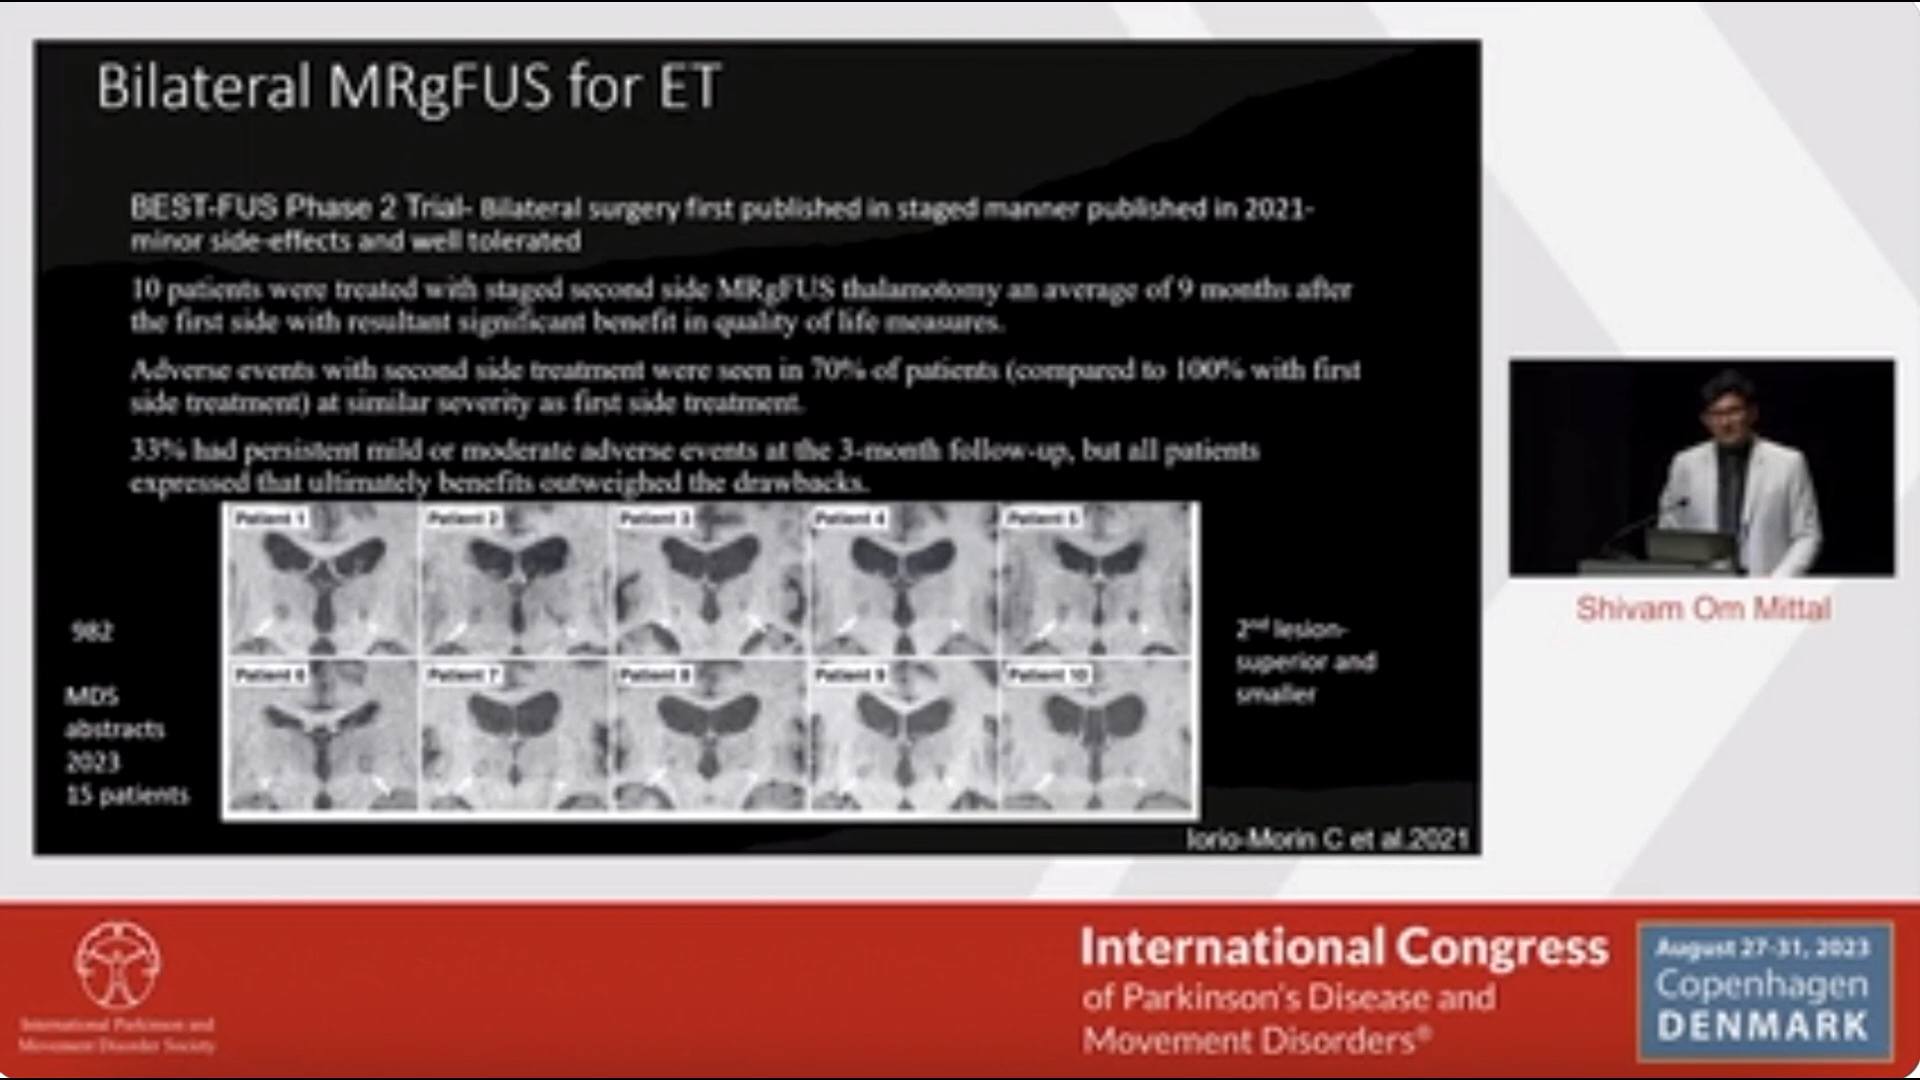 Bilateral MRgFUS for ET
BEST-FUS Phase 2 Trial- Bilateral surgery first published in staged manner published in 2021-
minor side-effects and well tolerated
10 patients were treated with staged second side MRgFUS thalamotomy an average of 9 months after
the first side with resultant significant benefit in quality of life measures.
Adverse events with second side treatment were seen in 70% of patients (compared to 100% with first
side treatment) at similar severity as first side treatment.
33% had persistent mild or moderate adverse events at the 3-month follow-up, but all patients
expressed that ultimately benefits outweighed the drawbacks.
Patient 1
Patient 2
Patient 3
Patient 4
Patient 5
Patient 6
Patient 7
Patient 8
Patient 9
Patient 10
982
MDS
abstracts
2023
15 patients
2nd lesion-
superior and
smaller
Iorio-Morin C et al.2021
Shivam Om Mittal
International Parkinson and
Movement Disorder Society
International Congress
of Parkinson's Disease and
Movement Disorders®
August 27-31, 2023
Copenhagen
DENMARK